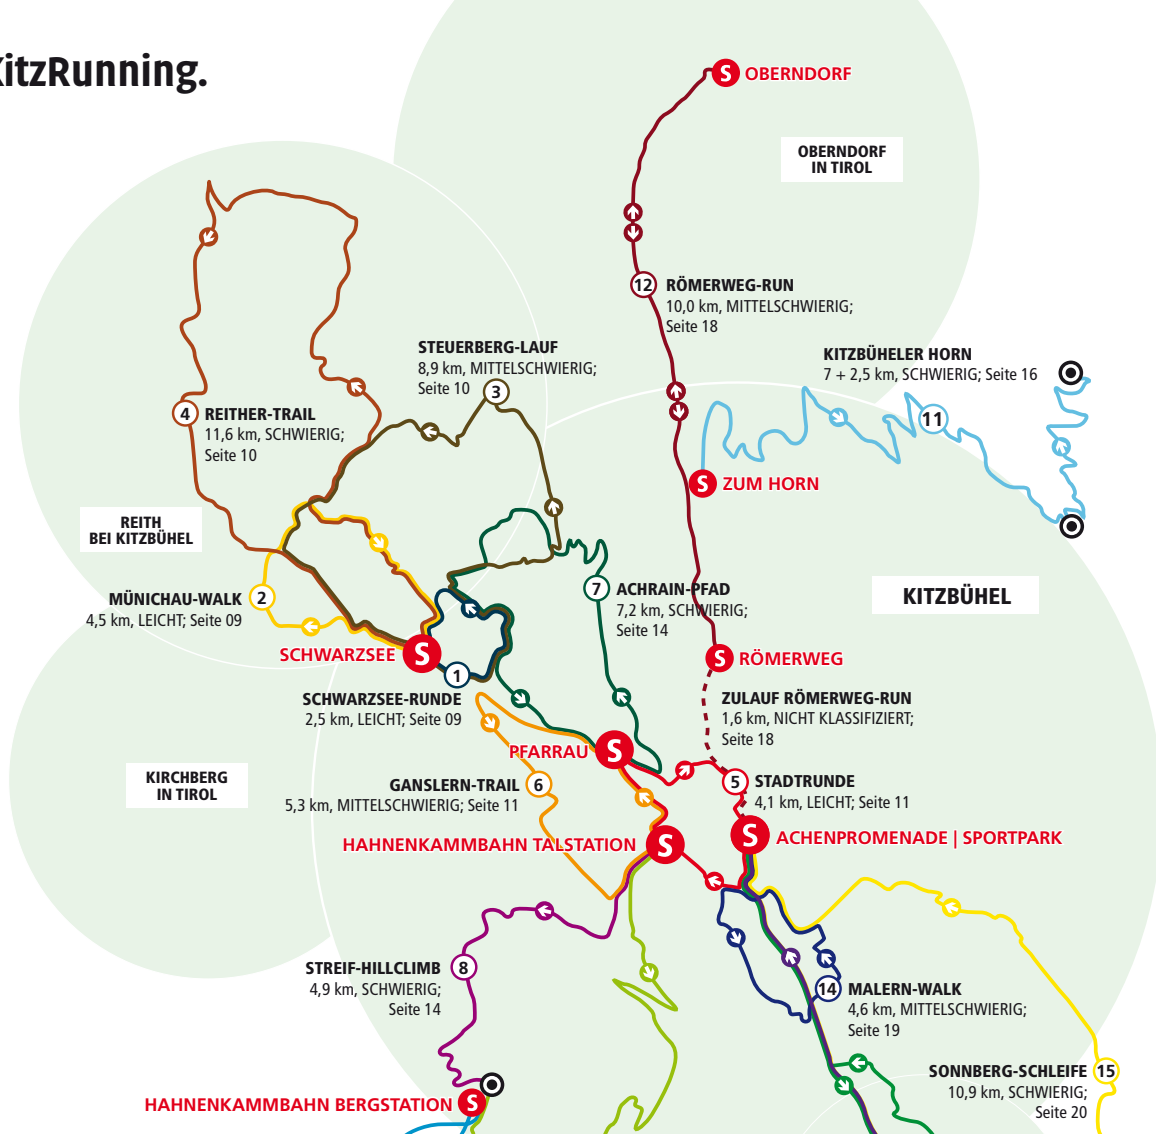 itzRunning.
S OBERNDORF
OBERNDORF
IN TIROL
12 RÖMERWEG-RUN
10,0 km, MITTELSCHWIERIG;
Seite 18
STEUERBERG-LAUF
8,9 km, MITTELSCHWIERIG;
Seite 10
3
KITZBÜHELER HORN
7 + 2,5 km, SCHWIERIG; Seite 16
11
4 REITHER-TRAIL
11,6 km, SCHWIERIG;
Seite 10
S ZUM HORN
REITH
BEI KITZBÜHEL
MÜNICHAU-WALK 2
4,5 km, LEICHT; Seite 09
7 ACHRAIN-PFAD
7,2 km, SCHWIERIG;
Seite 14
KITZBÜHEL
SCHWARZSEE S
1
S RÖMERWEG
SCHWARZSEE-RUNDE
2,5 km, LEICHT; Seite 09
ZULAUF RÖMERWEG-RUN
1,6 km, NICHT KLASSIFIZIERT;
Seite 18
PFARRAU S
KIRCHBERG
IN TIROL
GANSLERN-TRAIL 6
5,3 km, MITTELSCHWIERIG; Seite 11
5 STADTRUNDE
4,1 km, LEICHT; Seite 11
HAHNENKAMMBAHN TALSTATION S
S ACHENPROMENADE | SPORTPARK
STREIF-HILLCLIMB 8
4,9 km, SCHWIERIG;
Seite 14
14 MALERN-WALK
4,6 km, MITTELSCHWIERIG;
Seite 19
SONNBERG-SCHLEIFE 15
10,9 km, SCHWIERIG;
Seite 20
HAHNENKAMMBAHN BERGSTATION S